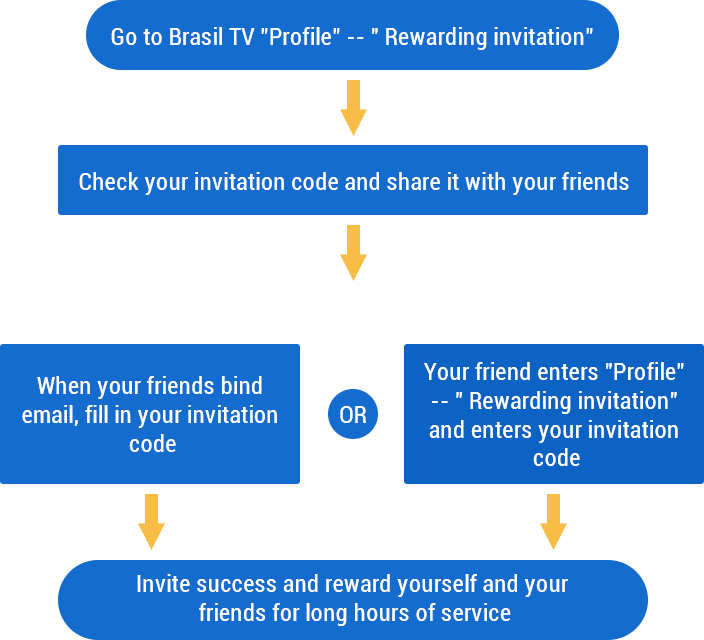 Go to Brasil TV "Profile" -- " Rewarding invitation"
Check your invitation code and share it with your friends
When your friends bind
email, fill in your invitation
code
OR
Your friend enters "Profile"
-- " Rewarding invitation"
and enters your invitation
code
Invite success and reward yourself and your
friends for long hours of service